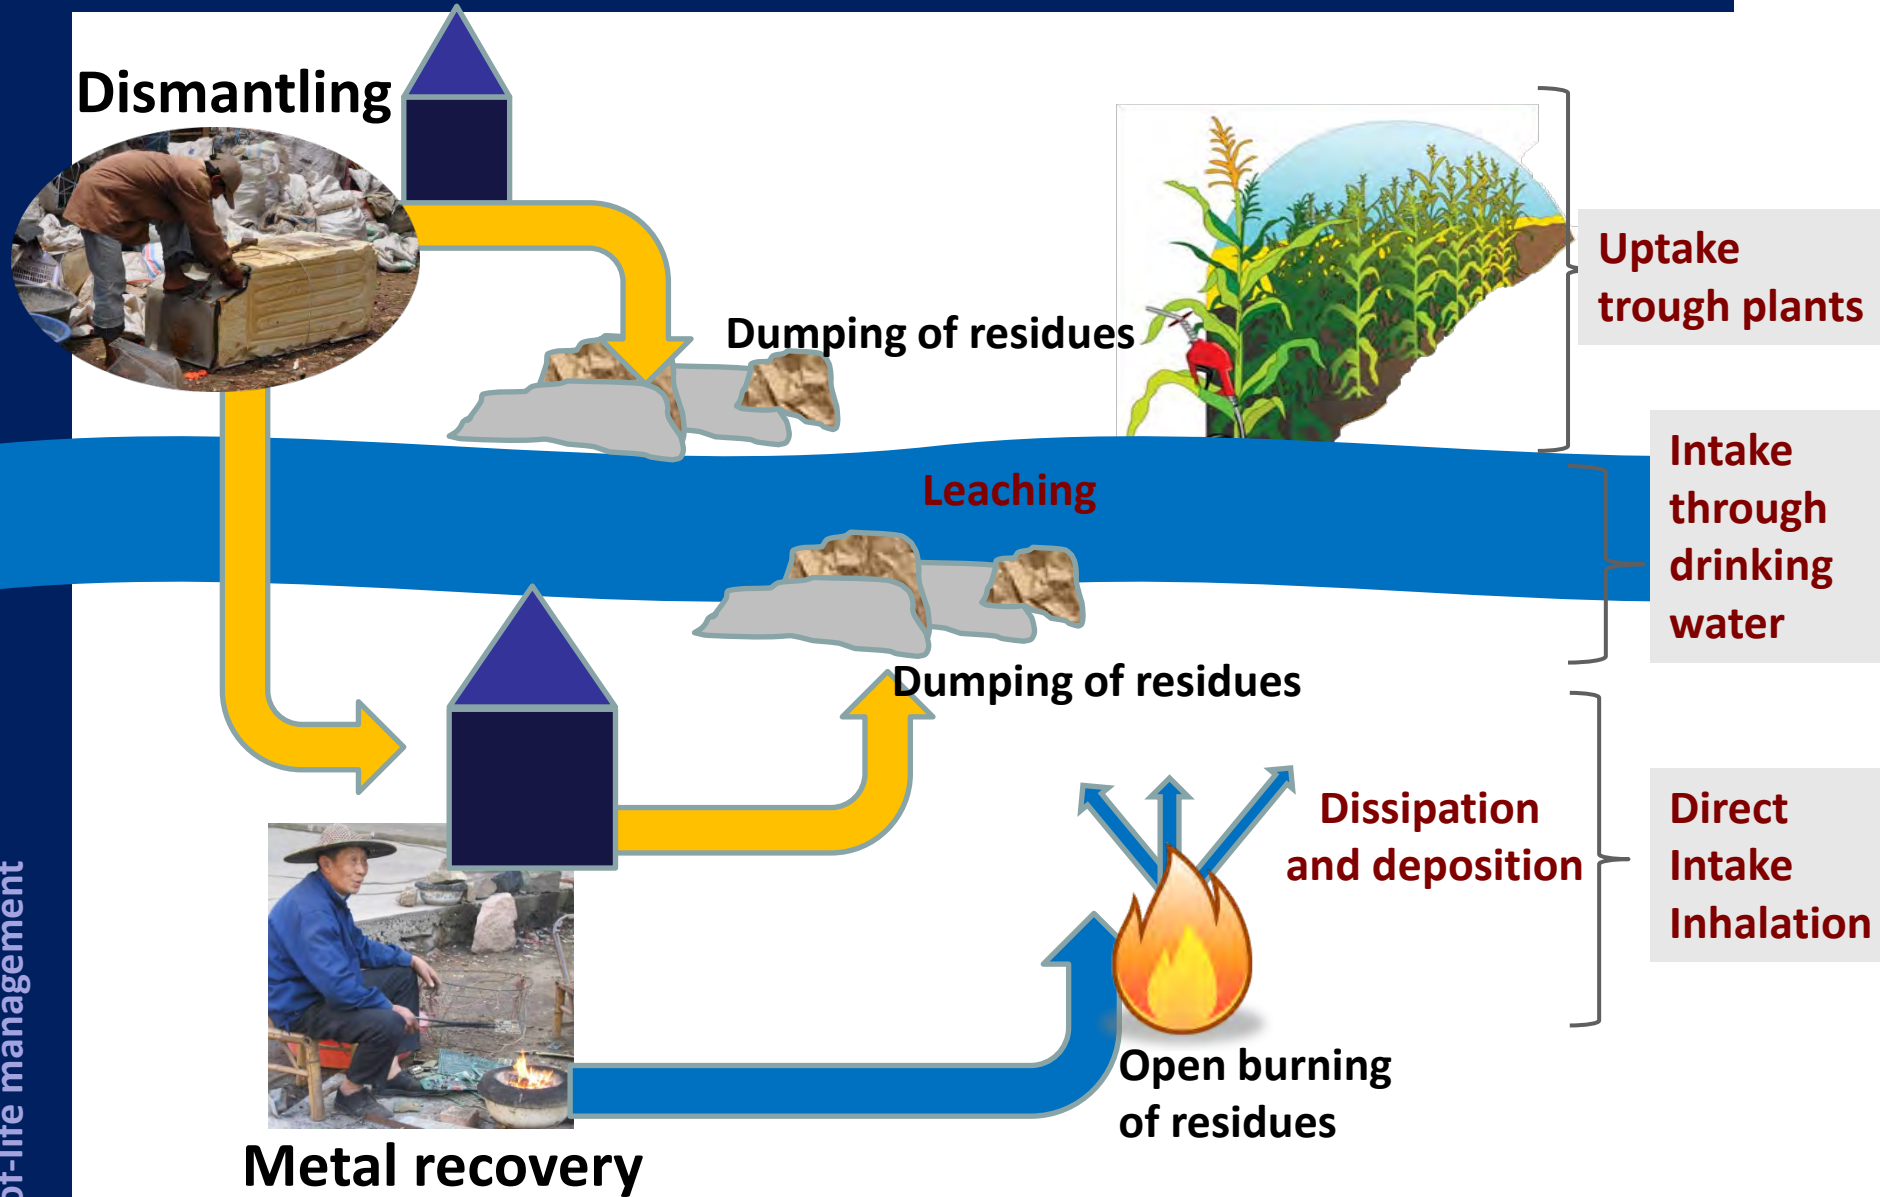 Dismantling
Dumping of residues
Uptake
trough plants
Leaching
Intake
through
drinking
water
Dumping of residues
Dissipation
and deposition
Direct
Intake
Inhalation
Open burning
of residues
Metal recovery
of-life management